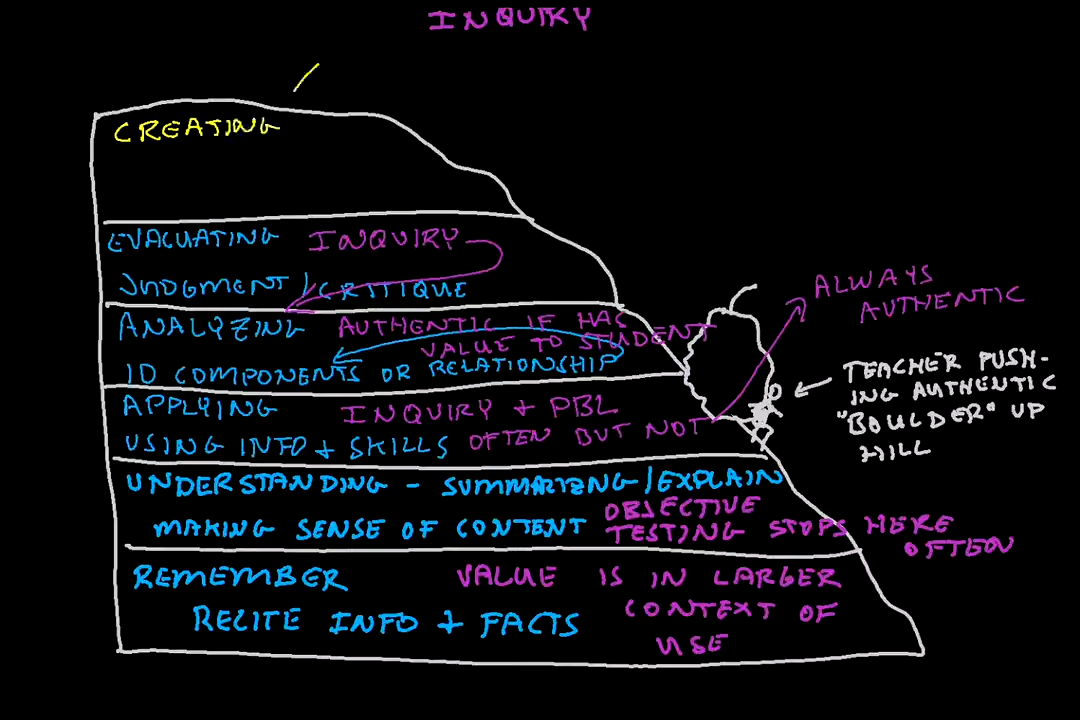 INQUIRY
CREATING
EVALUATING INQUIRY
JUDGMENT / CRITIQUE
ANALYZING AUTHENTIC IF HAS
VALUE TO STUDENT
ID COMPONENTS OR RELATIONSHIP
APPLYING INQUIRY + PBL
USING INFO + SKILLS OFTEN BUT NOT
ALWAYS
AUTHENTIC
TEACHER PUSH-
ING AUTHENTIC
"BOULDER" UP
HILL
UNDERSTANDING - SUMMARIZING/EXPLAIN
MAKING SENSE OF CONTENT OBJECTIVE
TESTING STOPS HERE
OFTEN
REMEMBER VALUE IS IN LARGER
RECITE INFO + FACTS CONTEXT OF
USE